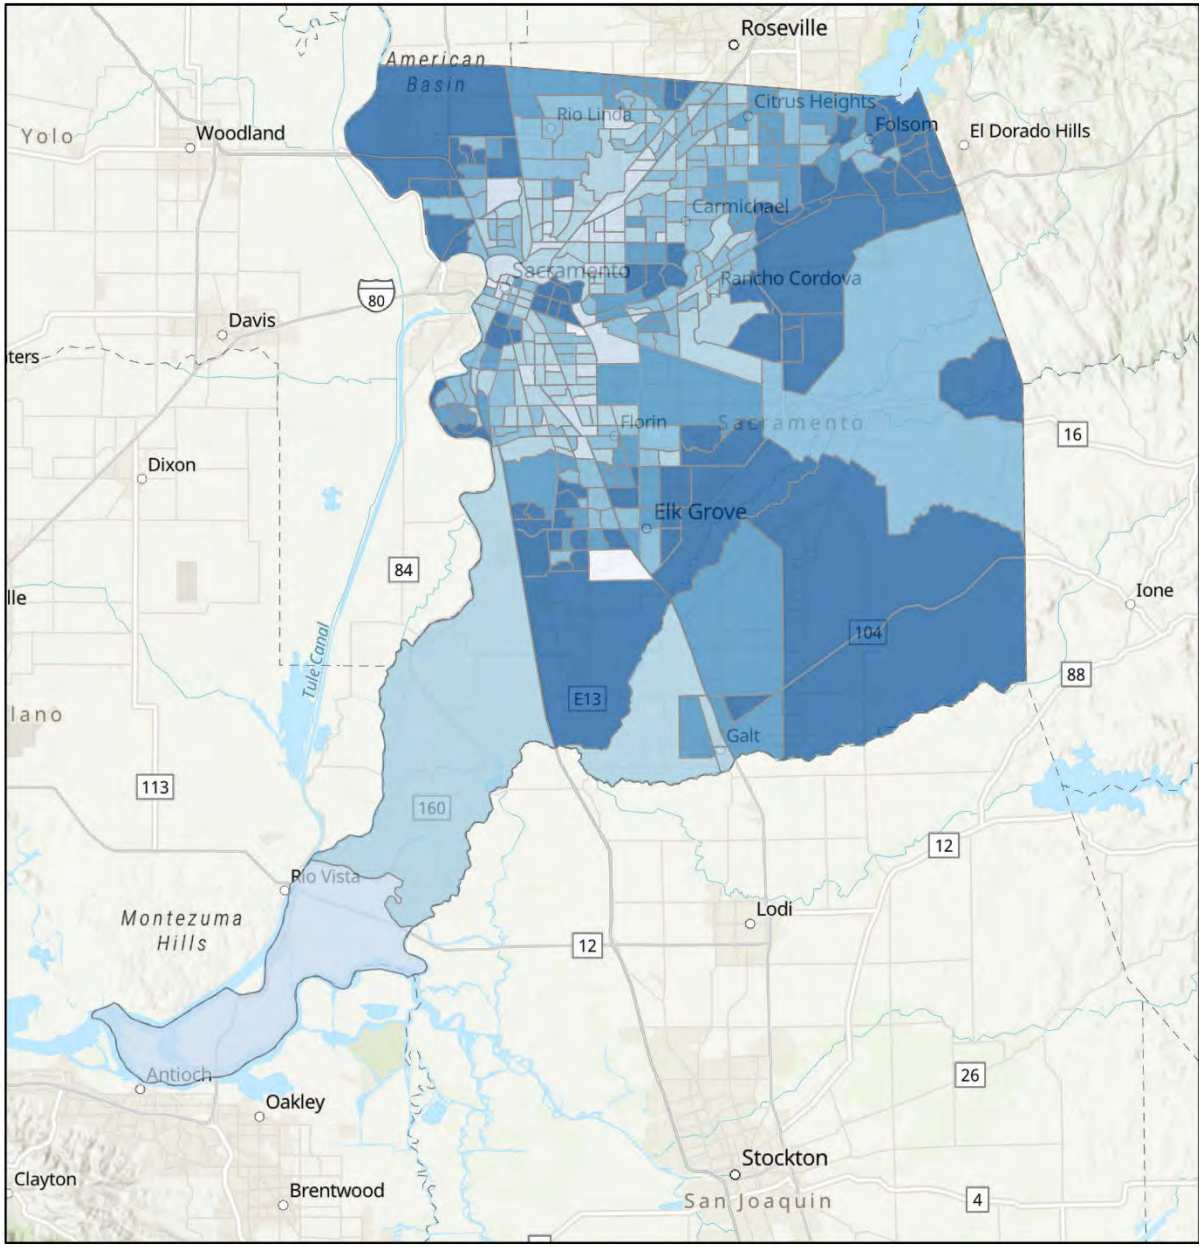 Roseville
American
Basin
Rio Linda
Citrus Heights
Folsom
El Dorado Hills
Yolo
Woodland
Carmichael
Sacramento
Rancho Cordova
80
Davis
ters
Florin
Sacramento
16
Dixon
Elk Grove
84
Ione
lle
Tule Canal
104
88
E13
lano
Galt
113
160
12
Rio Vista
Montezuma
Hills
Lodi
12
Antioch
26
Oakley
Stockton
Clayton
Brentwood
San Joaquin
4